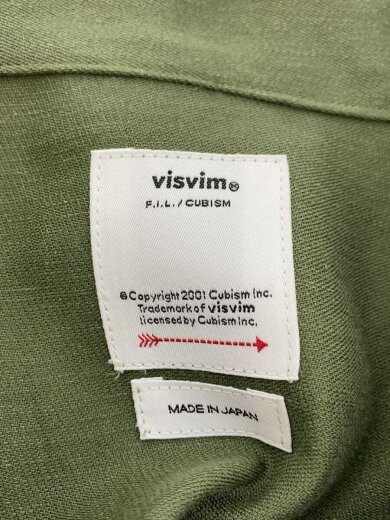 visvim®
F.I.L. / CUBISM
©Copyright 2001 Cubism Inc.
Trademark of visvim
licensed by Cubism Inc.
MADE IN JAPAN